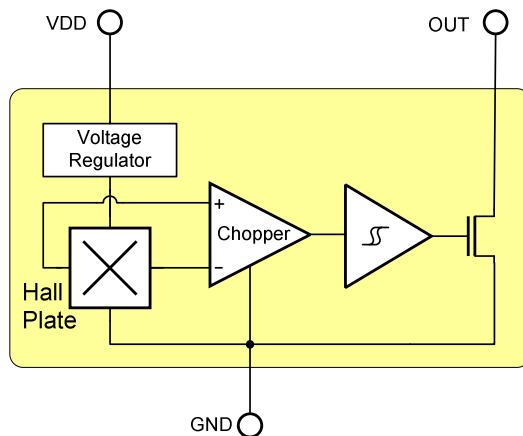 VDD
OUT
Voltage
Regulator
+
Chopper
−
Hall
Plate
GND